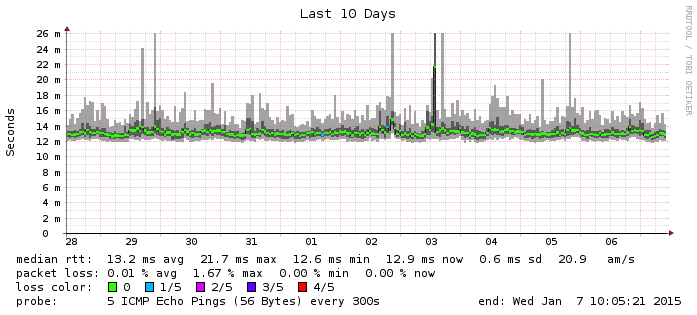 Last 10 Days
RRDTOOL / TOBI OETIKER
Seconds
26 m
24 m
22 m
20 m
18 m
16 m
14 m
12 m
10 m
8 m
6 m
4 m
2 m
0
28 29 30 31 01 02 03 04 05 06
median rtt: 13.2 ms avg 21.7 ms max 12.6 ms min 12.9 ms now 0.6 ms sd 20.9 am/s
packet loss: 0.01 % avg 1.67 % max 0.00 % min 0.00 % now
loss color: 0 1/5 2/5 3/5 4/5
probe: 5 ICMP Echo Pings (56 Bytes) every 300s end: Wed Jan 7 10:05:21 2015